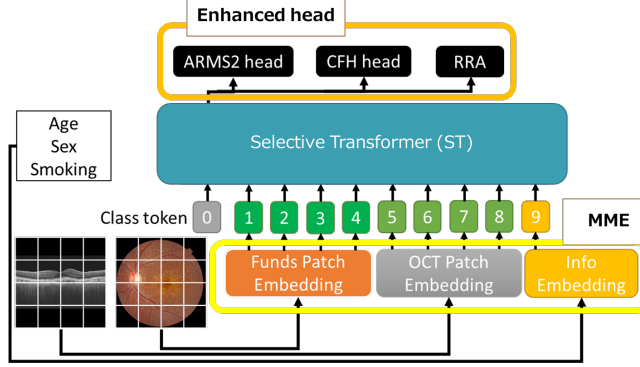 Enhanced head
ARMS2 head
CFH head
RRA
Age
Sex
Smoking
Selective Transformer (ST)
Class token
0
1
2
3
4
5
6
7
8
9
MME
Funds Patch
Embedding
OCT Patch
Embedding
Info
Embedding